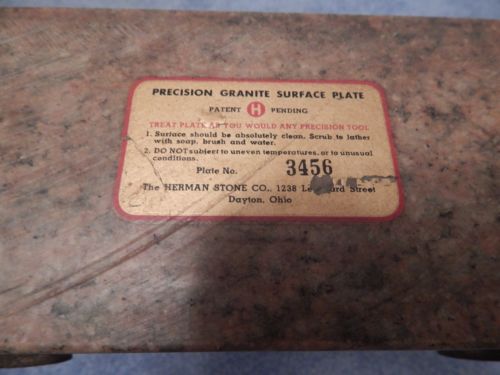 PRECISION GRANITE SURFACE PLATE
PATENT H PENDING
TREAT PLATE AS YOU WOULD ANY PRECISION TOOL
1. Surface should be absolutely clean. Scrub to lather
with soap, brush and water.
2. DO NOT subject to uneven temperatures, or to unusual
conditions.
Plate No. 3456
The HERMAN STONE CO., 1238 Street
Dayton, Ohio